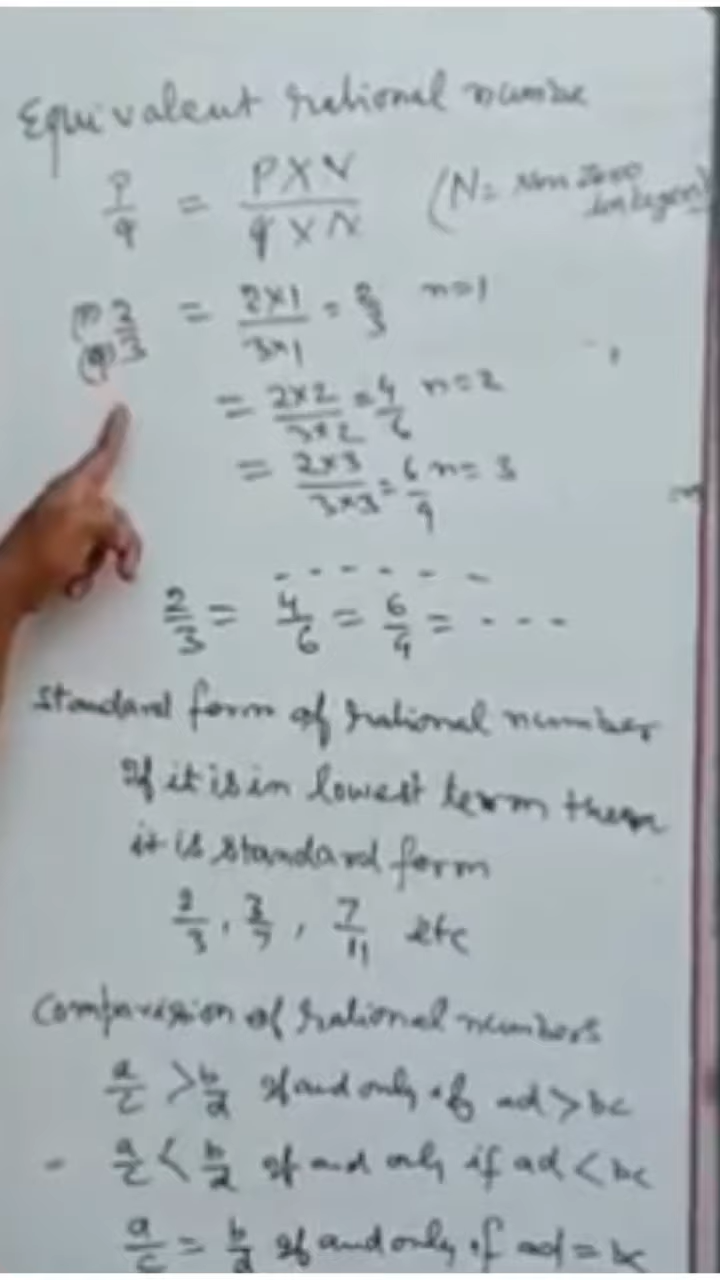 Equivalent rational number
P/q = P×N/q×N (N = Non zero integer)
(P) 2/(q) 3 = 2×1/3×1 = 2/3 n=1
= 2×2/3×2 = 4/6 n=2
= 2×3/3×3 = 6/9 n=3
- - - - - -
2/3 = 4/6 = 6/9 = - - -
Standard form of rational number
If it is in lowest term then
it is standard form
2/3, 3/7, 7/11 etc
Comparision of rational numbers
a/c > b/d if and only if ad > bc
- a/c < b/d if and only if ad < bc
a/c = b/d if and only if ad = bc